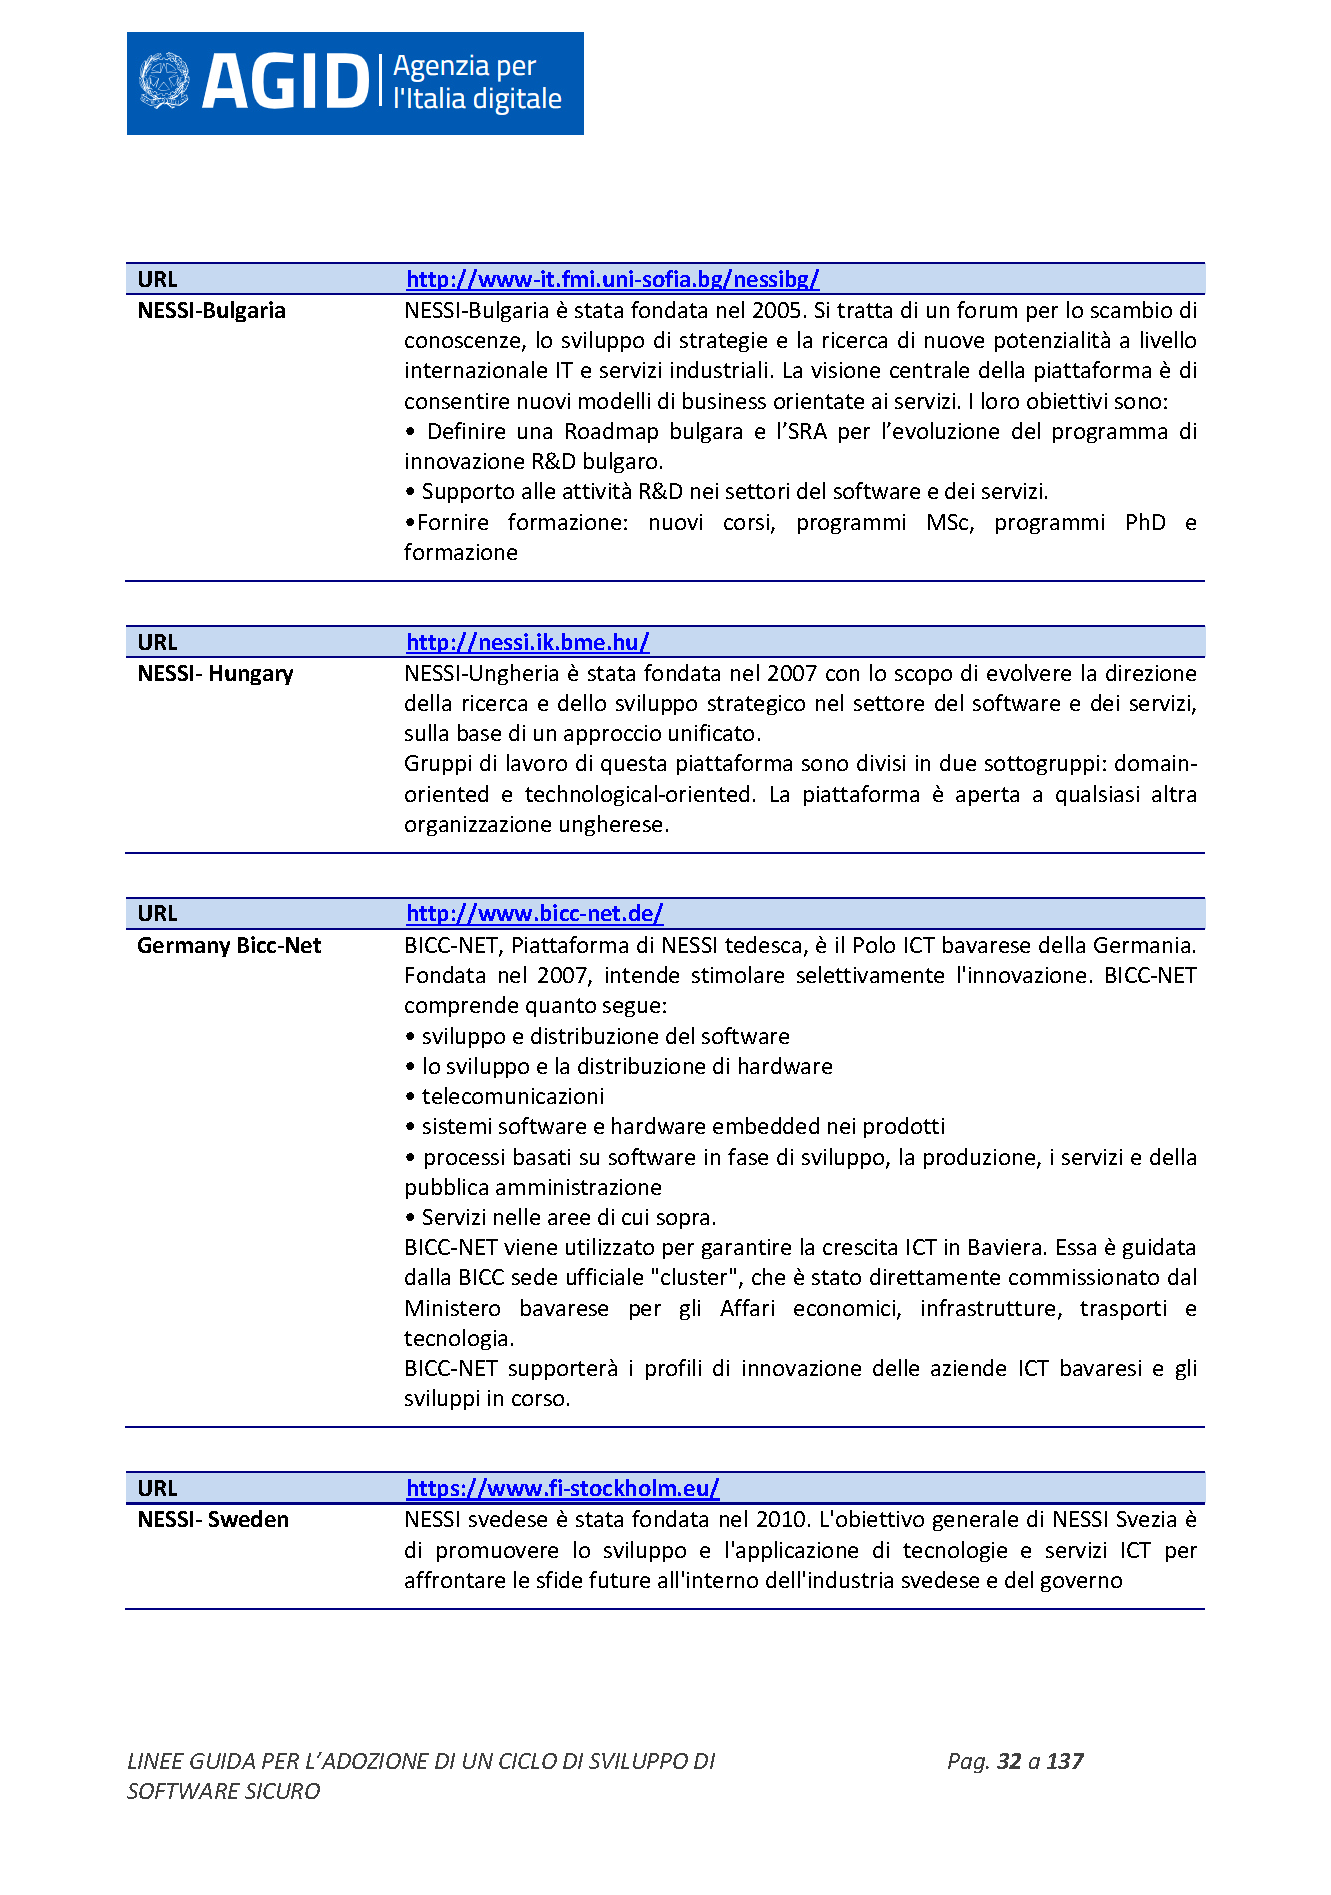 AGID Agenzia per
l'Italia digitale
URL http://www-it.fmi.uni-sofia.bg/nessibg/
NESSI-Bulgaria NESSI-Bulgaria è stata fondata nel 2005. Si tratta di un forum per lo scambio di
conoscenze, lo sviluppo di strategie e la ricerca di nuove potenzialità a livello
internazionale IT e servizi industriali. La visione centrale della piattaforma è di
consentire nuovi modelli di business orientate ai servizi. I loro obiettivi sono:
• Definire una Roadmap bulgara e l’SRA per l’evoluzione del programma di
innovazione R&D bulgaro.
• Supporto alle attività R&D nei settori del software e dei servizi.
•Fornire formazione: nuovi corsi, programmi MSc, programmi PhD e
formazione
URL http://nessi.ik.bme.hu/
NESSI- Hungary NESSI-Ungheria è stata fondata nel 2007 con lo scopo di evolvere la direzione
della ricerca e dello sviluppo strategico nel settore del software e dei servizi,
sulla base di un approccio unificato.
Gruppi di lavoro di questa piattaforma sono divisi in due sottogruppi: domain-
oriented e technological-oriented. La piattaforma è aperta a qualsiasi altra
organizzazione ungherese.
URL http://www.bicc-net.de/
Germany Bicc-Net BICC-NET, Piattaforma di NESSI tedesca, è il Polo ICT bavarese della Germania.
Fondata nel 2007, intende stimolare selettivamente l'innovazione. BICC-NET
comprende quanto segue:
• sviluppo e distribuzione del software
• lo sviluppo e la distribuzione di hardware
• telecomunicazioni
• sistemi software e hardware embedded nei prodotti
• processi basati su software in fase di sviluppo, la produzione, i servizi e della
pubblica amministrazione
• Servizi nelle aree di cui sopra.
BICC-NET viene utilizzato per garantire la crescita ICT in Baviera. Essa è guidata
dalla BICC sede ufficiale "cluster", che è stato direttamente commissionato dal
Ministero bavarese per gli Affari economici, infrastrutture, trasporti e
tecnologia.
BICC-NET supporterà i profili di innovazione delle aziende ICT bavaresi e gli
sviluppi in corso.
URL https://www.fi-stockholm.eu/
NESSI- Sweden NESSI svedese è stata fondata nel 2010. L'obiettivo generale di NESSI Svezia è
di promuovere lo sviluppo e l'applicazione di tecnologie e servizi ICT per
affrontare le sfide future all'interno dell'industria svedese e del governo
LINEE GUIDA PER L’ADOZIONE DI UN CICLO DI SVILUPPO DI Pag. 32 a 137
SOFTWARE SICURO